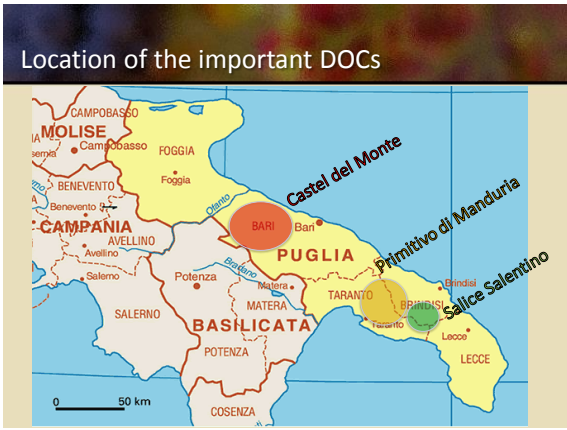 Location of the important DOCs
CAMPOBASSO
MOLISE
Campobasso
sernia
FOGGIA
Foggia
BENEVENTO
Benevento
Ofanto
Castel del Monte
CAMPANIA
AVELLINO
Avellino
BARI
Bari
PUGLIA
Primitivo di Manduria
Salerno
Potenza
Bradano
Matera
MATERA
TARANTO
Taranto
BRINDISI
Brindisi
Salice Salentino
SALERNO
BASILICATA
Lecce
LECCE
POTENZA
COSENZA
0 50 km